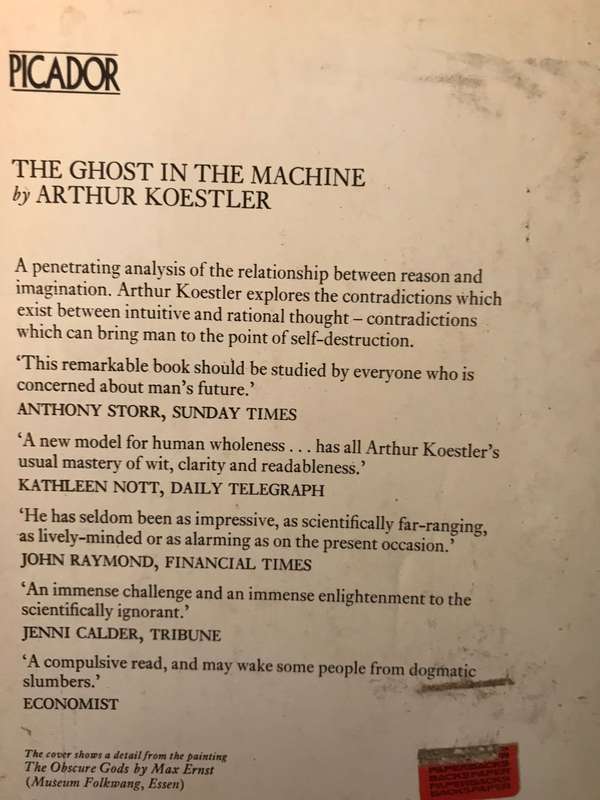 PICADOR
THE GHOST IN THE MACHINE
by ARTHUR KOESTLER
A penetrating analysis of the relationship between reason and
imagination. Arthur Koestler explores the contradictions which
exist between intuitive and rational thought – contradictions
which can bring man to the point of self-destruction.
‘This remarkable book should be studied by everyone who is
concerned about man’s future.’
ANTHONY STORR, SUNDAY TIMES
‘A new model for human wholeness . . . has all Arthur Koestler’s
usual mastery of wit, clarity and readableness.’
KATHLEEN NOTT, DAILY TELEGRAPH
‘He has seldom been as impressive, as scientifically far-ranging,
as lively-minded or as alarming as on the present occasion.’
JOHN RAYMOND, FINANCIAL TIMES
‘An immense challenge and an immense enlightenment to the
scientifically ignorant.’
JENNI CALDER, TRIBUNE
‘A compulsive read, and may wake some people from dogmatic
slumbers.’
ECONOMIST
The cover shows a detail from the painting
The Obscure Gods by Max Ernst
(Museum Folkwang, Essen)
PAPERBACKS
BACKSPAPER
PAPERBACKS
BACKSPAPER